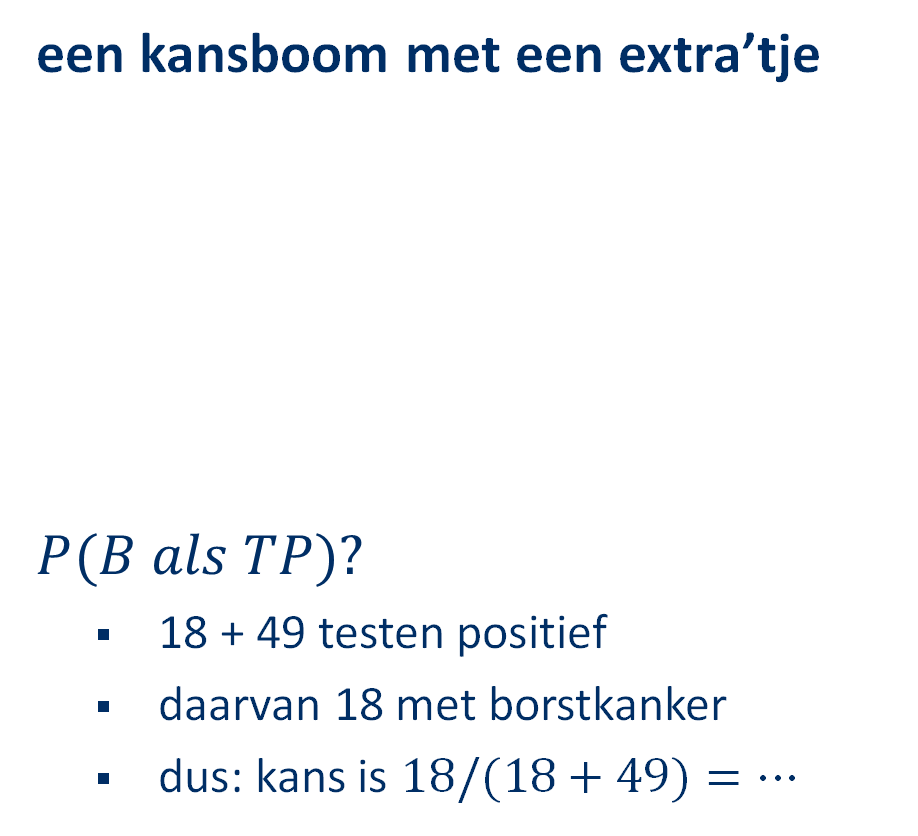 een kansboom met een extra’tje
P(B als TP)?
▪ 18 + 49 testen positief
▪ daarvan 18 met borstkanker
▪ dus: kans is 18/(18 + 49) = ⋯